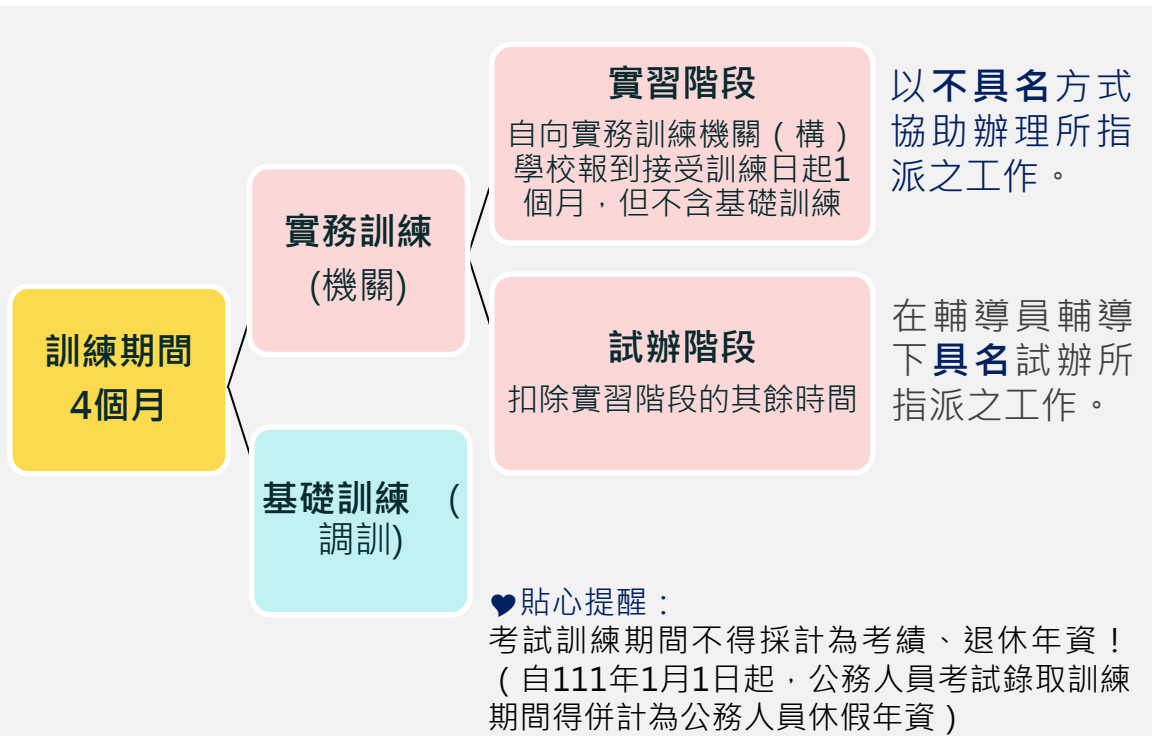 訓練期間
4個月
實務訓練
(機關)
基礎訓練 (
調訓)
實習階段
自向實務訓練機關(構)
學校報到接受訓練日起1
個月,但不含基礎訓練
以不具名方式
協助辦理所指
派之工作。
試辦階段
扣除實習階段的其餘時間
在輔導員輔導
下具名試辦所
指派之工作。
♥貼心提醒:
考試訓練期間不得採計為考績、退休年資!
(自111年1月1日起,公務人員考試錄取訓練
期間得併計為公務人員休假年資)